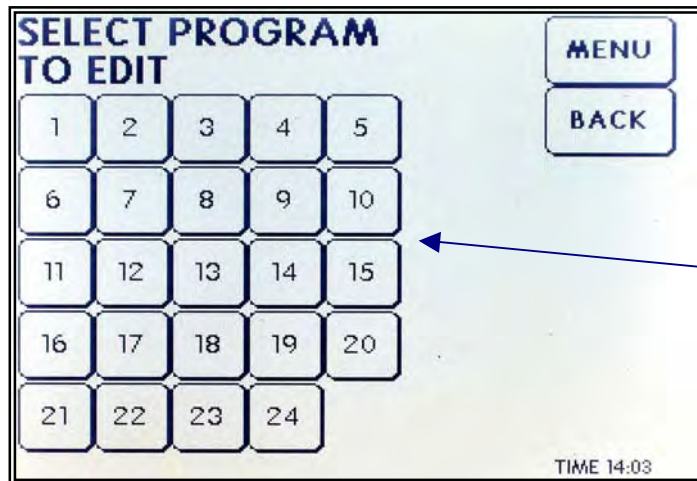 SELECT PROGRAM
TO EDIT
MENU
BACK
1 2 3 4 5
6 7 8 9 10
11 12 13 14 15
16 17 18 19 20
21 22 23 24
TIME 14:03